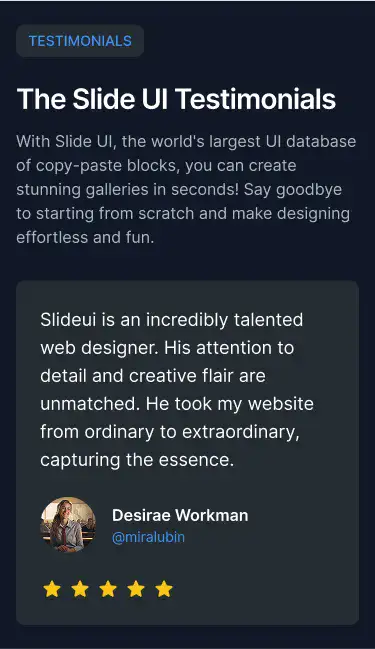 TESTIMONIALS
The Slide UI Testimonials
With Slide UI, the world's largest UI database
of copy-paste blocks, you can create
stunning galleries in seconds! Say goodbye
to starting from scratch and make designing
effortless and fun.
Slideui is an incredibly talented
web designer. His attention to
detail and creative flair are
unmatched. He took my website
from ordinary to extraordinary,
capturing the essence.
Desirae Workman
@miralubin